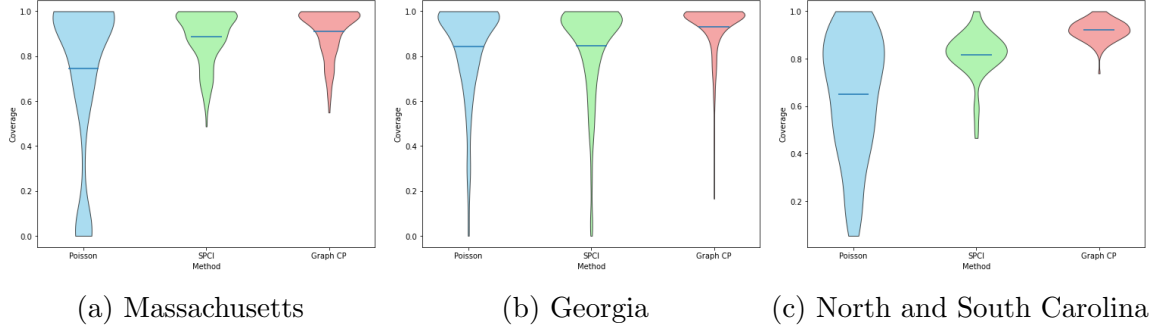 1.0
0.8
0.6
0.4
0.2
0.0
Coverage
Poisson
SPCI
Graph CP
Method
(a) Massachusetts
1.0
0.8
0.6
0.4
0.2
0.0
Coverage
Poisson
SPCI
Graph CP
Method
(b) Georgia
1.0
0.8
0.6
0.4
0.2
Coverage
Poisson
SPCI
Graph CP
Method
(c) North and South Carolina